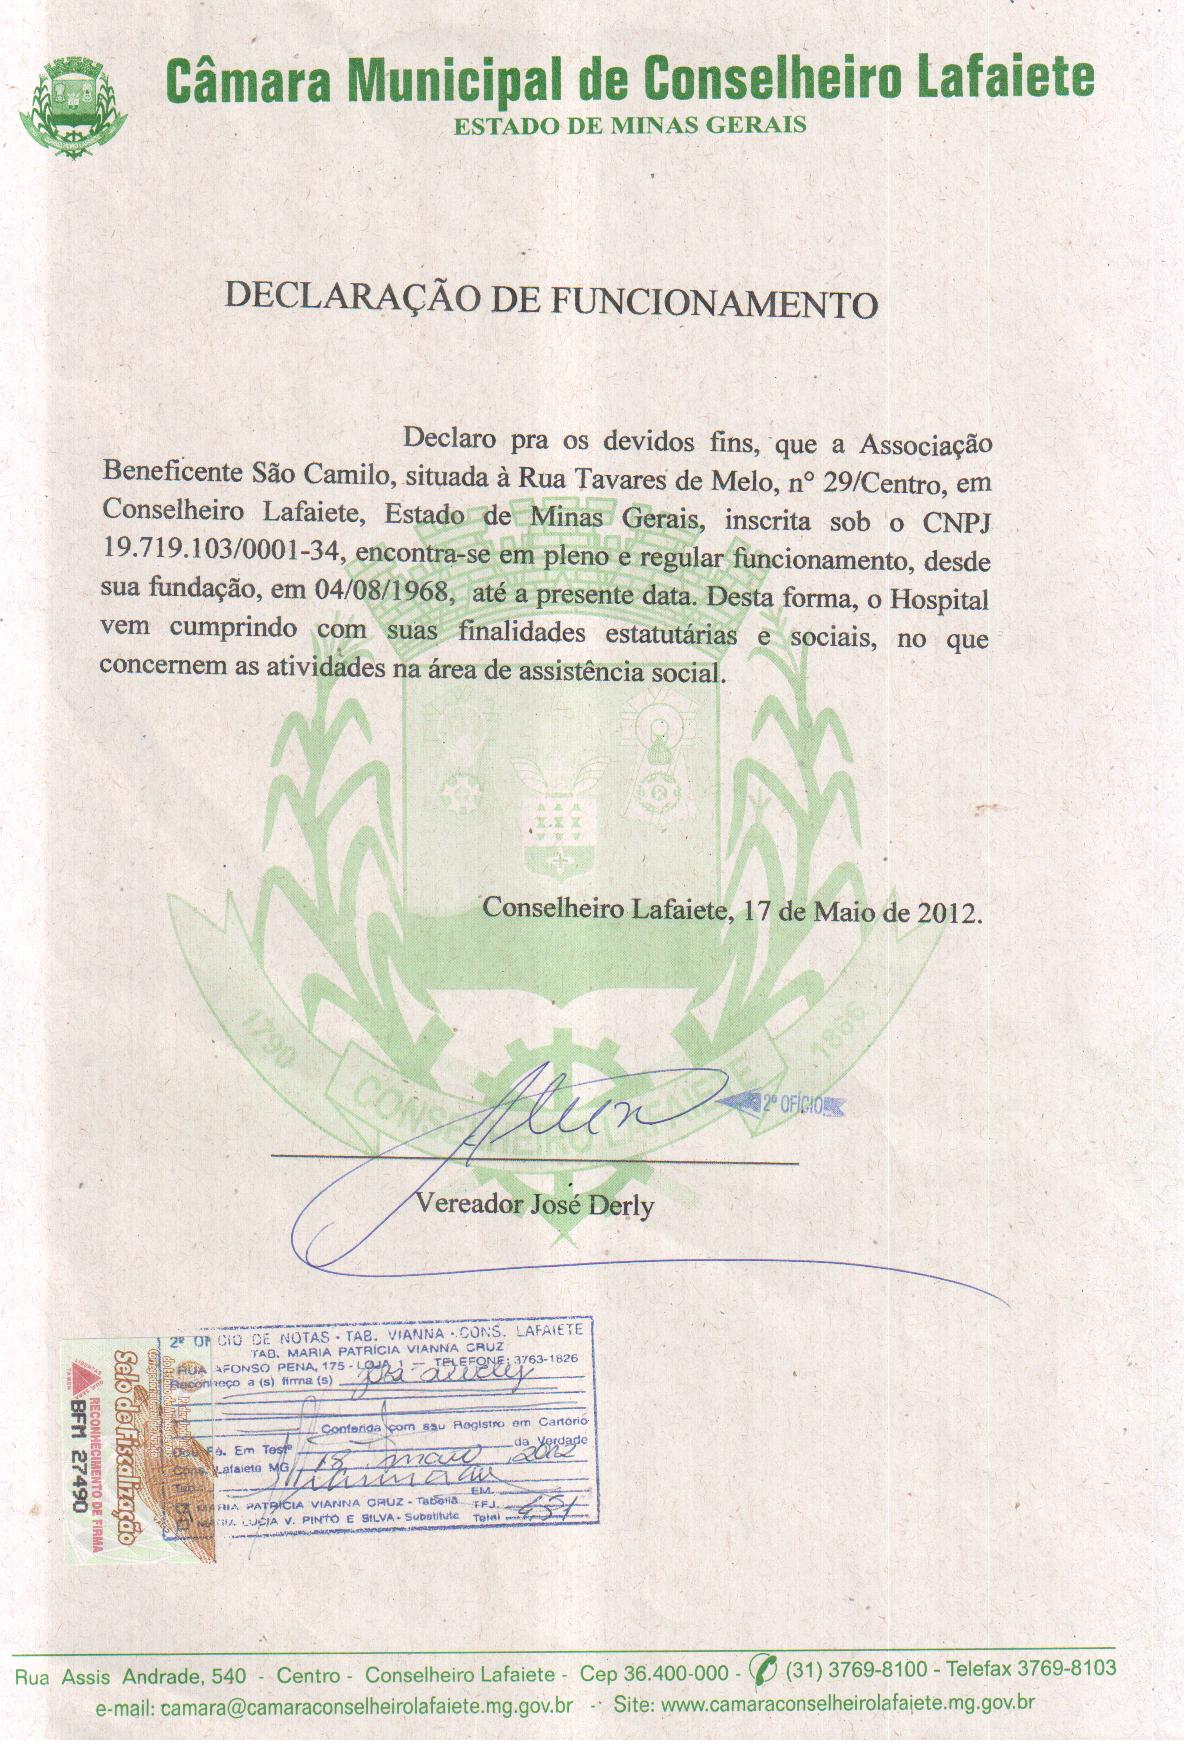 Câmara Municipal de Conselheiro Lafaiete
ESTADO DE MINAS GERAIS
DECLARAÇÃO DE FUNCIONAMENTO
Declaro pra os devidos fins, que a Associação
Beneficente São Camilo, situada à Rua Tavares de Melo, n° 29/Centro, em
Conselheiro Lafaiete, Estado de Minas Gerais, inscrita sob o CNPJ
19.719.103/0001-34, encontra-se em pleno e regular funcionamento, desde
sua fundação, em 04/08/1968, até a presente data. Desta forma, o Hospital
vem cumprindo com suas finalidades estatutárias e sociais, no que
concernem as atividades na área de assistência social.
Conselheiro Lafaiete, 17 de Maio de 2012.
1790
CONSELHEIRO LAFAIETE
1866
2º OFÍCIO
Vereador José Derly
2º OFÍCIO DE NOTAS - TAB. VIANNA - CONS. LAFAIETE
TAB. MARIA PATRÍCIA VIANNA CRUZ
RUA AFONSO PENA, 175 - LOJA 1 — TELEFONE: 3763-1826
Reconheço a (s) firma (s)
Conferida com seu Registro em Cartório
Fé. Em Testº da Verdade
Cons. Lafaiete MG, 18 maio 2012
EM.
MARIA PATRÍCIA VIANNA CRUZ - Tabeliã TFJ.
MARIA LUCIA V. PINTO E SILVA - Substituta Total
Selo de Fiscalização
RECONHECIMENTO DE FIRMA
BFM 27490
Rua Assis Andrade, 540 - Centro - Conselheiro Lafaiete - Cep 36.400-000 - (31) 3769-8100 - Telefax 3769-8103
e-mail: camara@camaraconselheirolafaiete.mg.gov.br - Site: www.camaraconselheirolafaiete.mg.gov.br